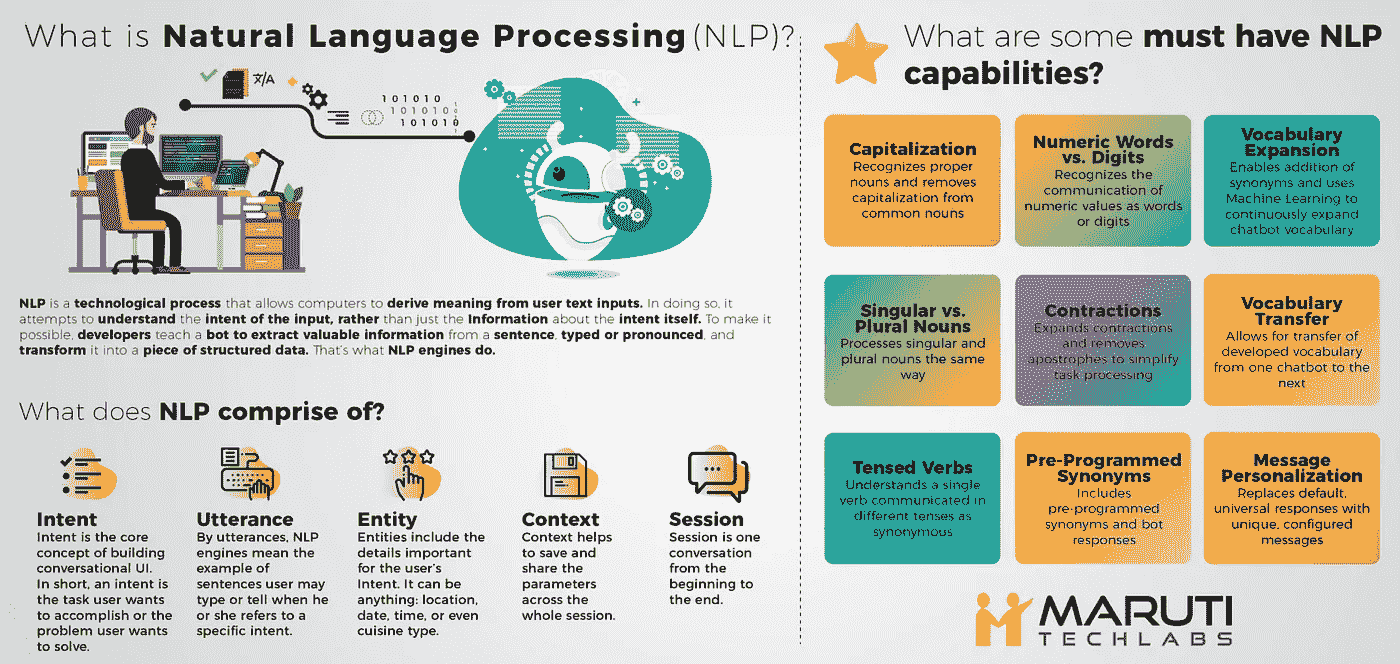 What is Natural Language Processing (NLP)?
文/A
101010
101010
101010
NLP is a technological process that allows computers to derive meaning from user text inputs. In doing so, it
attempts to understand the intent of the input, rather than just the Information about the intent itself. To make it
possible, developers teach a bot to extract valuable information from a sentence, typed or pronounced, and
transform it into a piece of structured data. That's what NLP engines do.
What does NLP comprise of?
Intent
Intent is the core
concept of building
conversational UI.
In short, an intent is
the task user wants
to accomplish or the
problem user wants
to solve.
Utterance
By utterances, NLP
engines mean the
example of
sentences user may
type or tell when he
or she refers to a
specific intent.
Entity
Entities include the
details important
for the user's
Intent. It can be
anything: location,
date, time, or even
cuisine type.
Context
Context helps
to save and
share the
parameters
across the
whole session.
Session
Session is one
conversation
from the
beginning to
the end.
What are some must have NLP
capabilities?
Capitalization
Recognizes proper
nouns and removes
capitalization from
common nouns
Numeric Words
vs. Digits
Recognizes the
communication of
numeric values as words
or digits
Vocabulary
Expansion
Enables addition of
synonyms and uses
Machine Learning to
continuously expand
chatbot vocabulary
Singular vs.
Plural Nouns
Processes singular and
plural nouns the same
way
Contractions
Expands contractions
and removes
apostrophes to simplify
task processing
Vocabulary
Transfer
Allows for transfer of
developed vocabulary
from one chatbot to the
next
Tensed Verbs
Understands a single
verb communicated in
different tenses as
synonymous
Pre-Programmed
Synonyms
Includes
pre-programmed
synonyms and bot
responses
Message
Personalization
Replaces default,
universal responses with
unique, configured
messages
MARUTI
TECHLABS